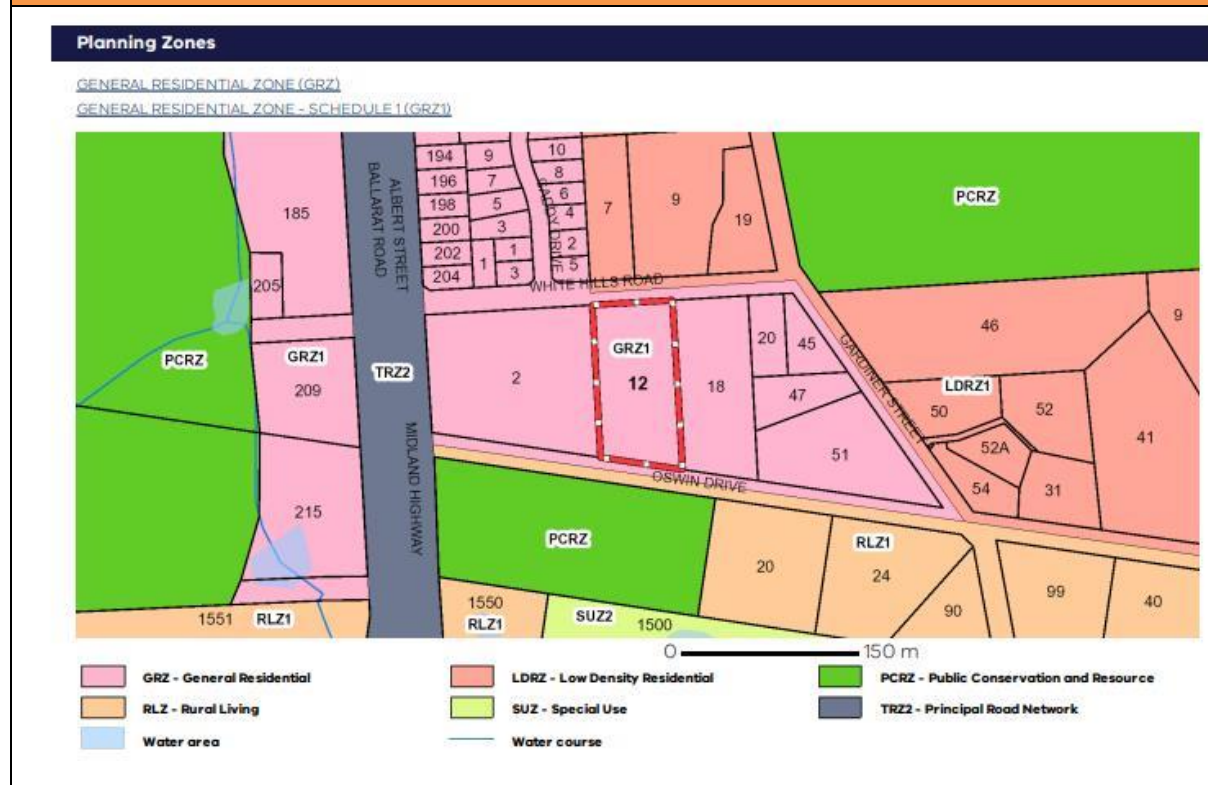 Planning Zones
GENERAL RESIDENTIAL ZONE (GRZ)
GENERAL RESIDENTIAL ZONE - SCHEDULE 1 (GRZ1)
194
9
10
196
7
8
198
5
6
200
3
4
202
1
1
2
204
3
5
CADDY DRIVE
7
9
19
PCRZ
185
205
ALBERT STREET
BALLARAT ROAD
WHITE HILLS ROAD
PCRZ
GRZ1
209
TRZ2
2
GRZ1
12
18
20
45
47
51
GARDINER STREET
46
9
LDRZ1
50
52
52A
54
31
41
MIDLAND HIGHWAY
OSWIN DRIVE
215
PCRZ
20
RLZ1
24
90
99
40
1551
RLZ1
1550
RLZ1
SUZ2
1500
0
150 m
GRZ - General Residential
LDRZ - Low Density Residential
PCRZ - Public Conservation and Resource
RLZ - Rural Living
SUZ - Special Use
TRZ2 - Principal Road Network
Water area
Water course